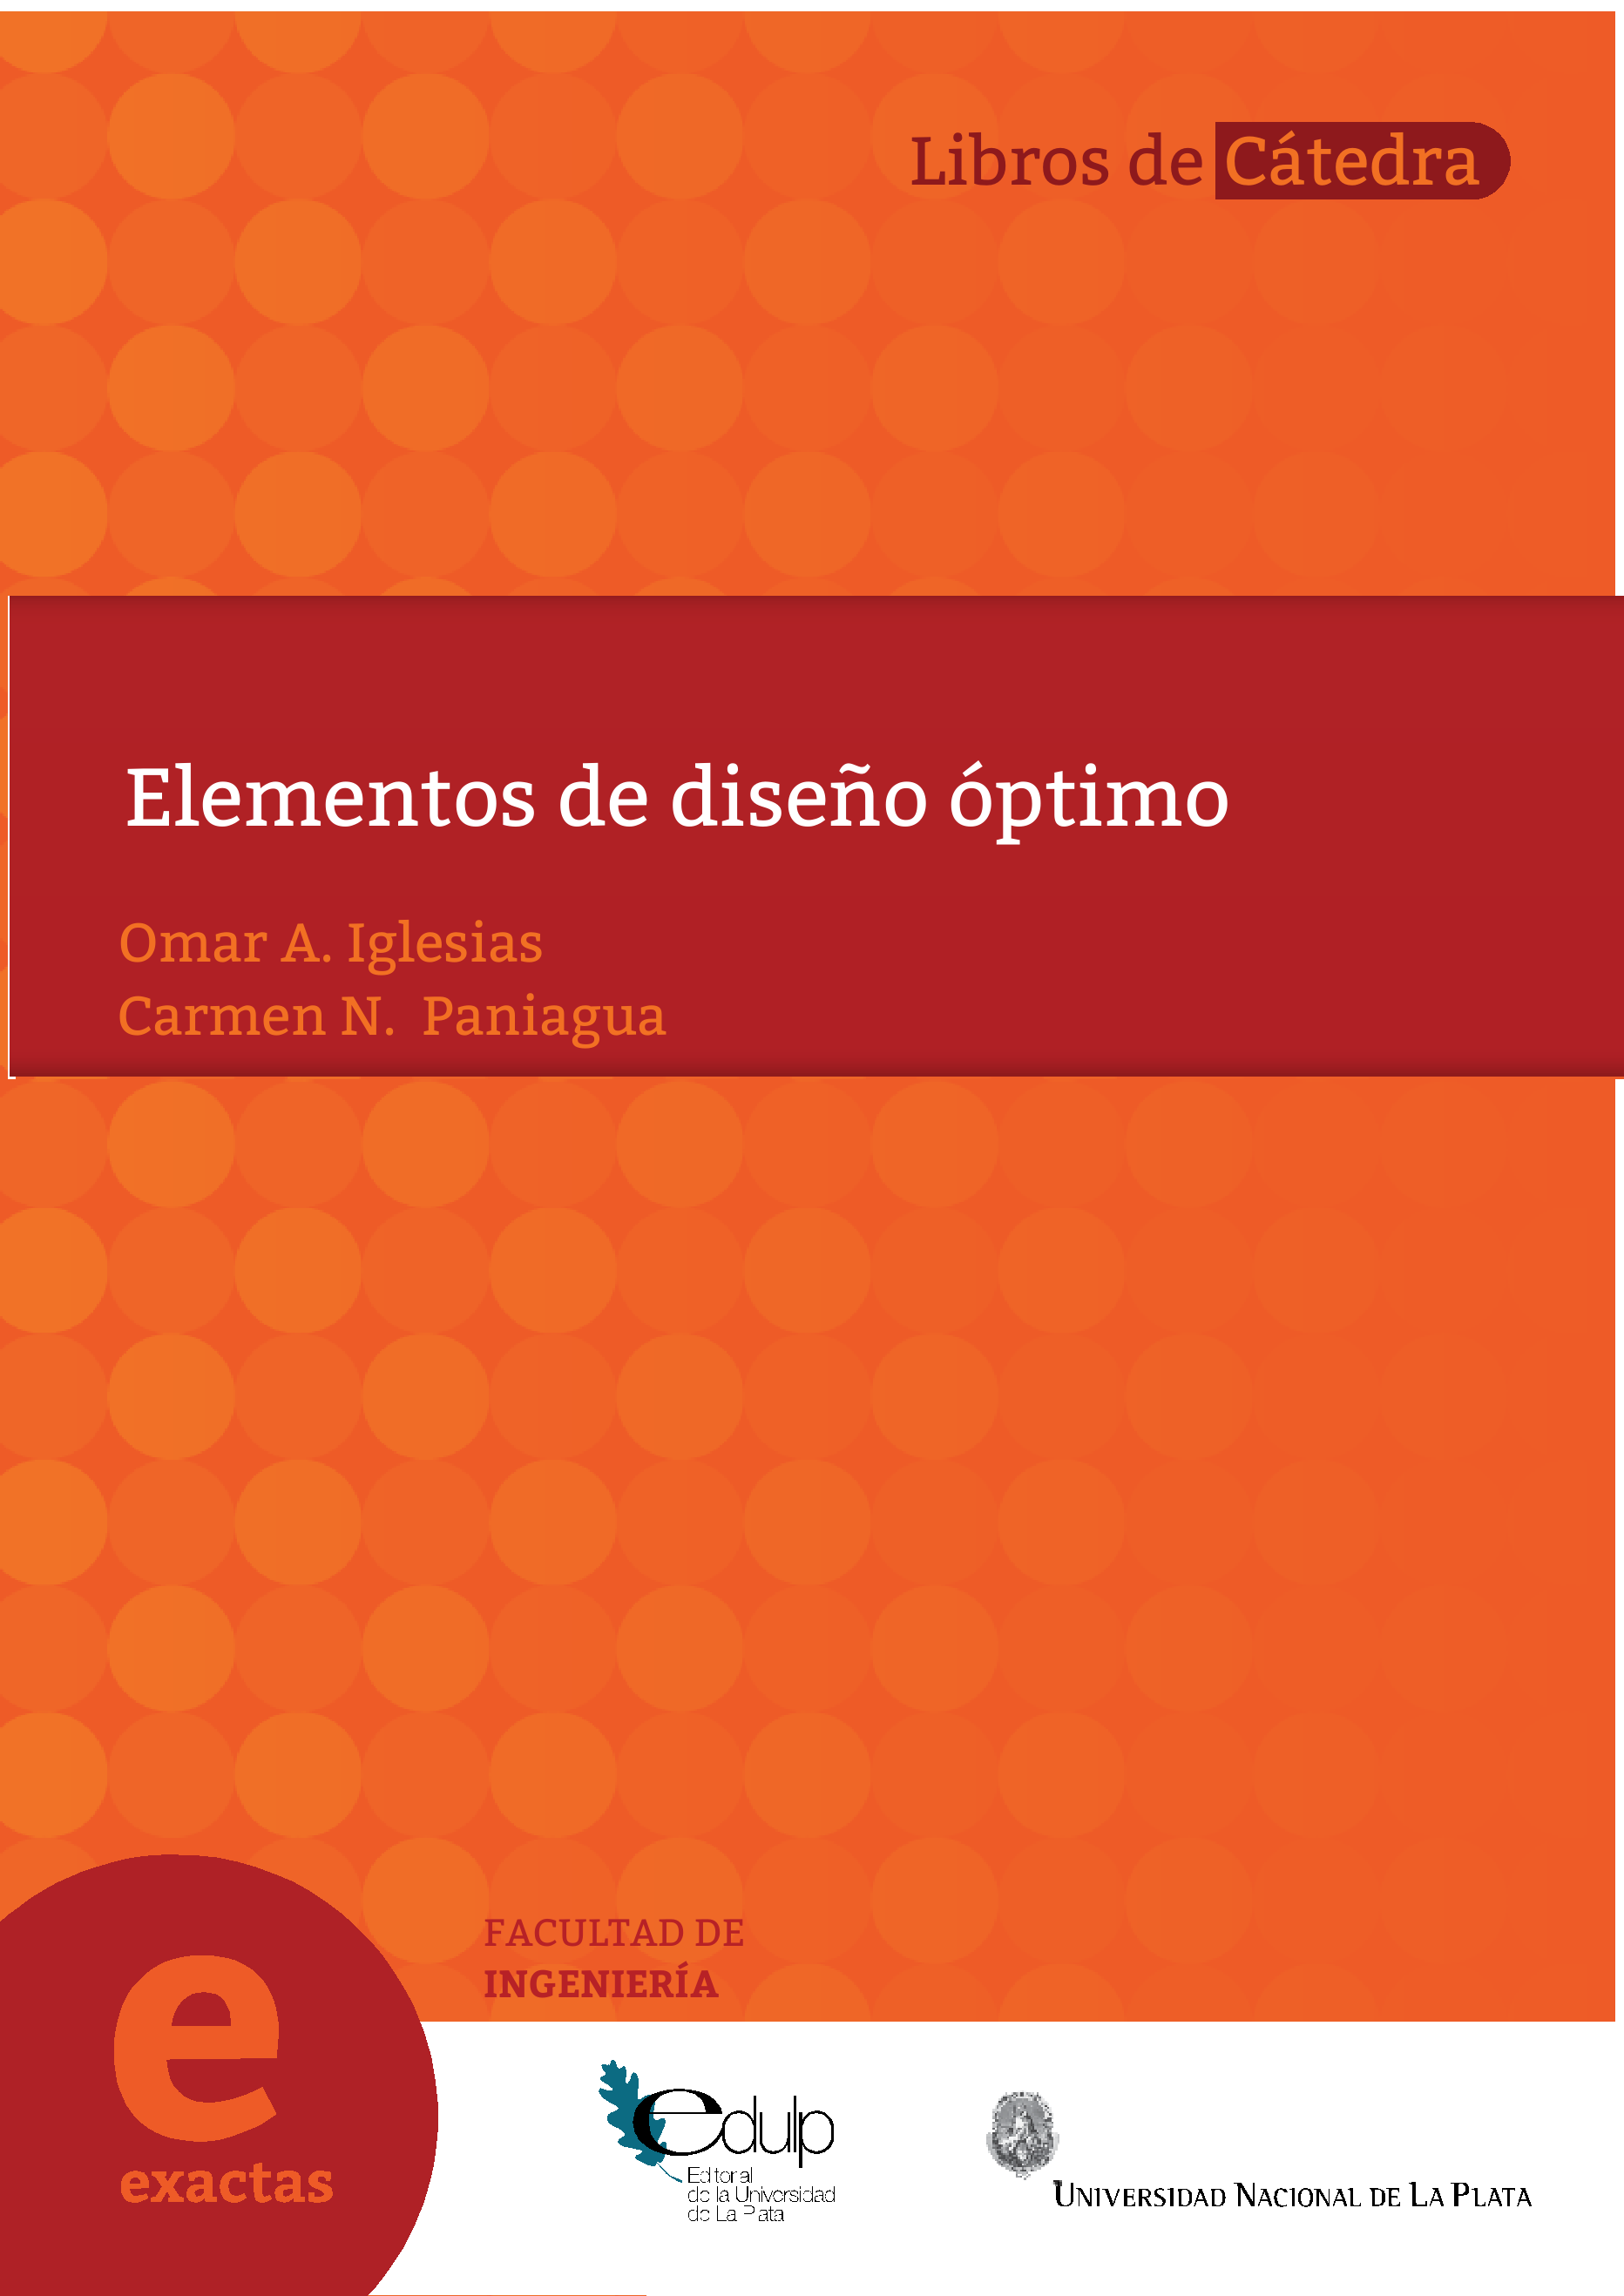 Libros de Cátedra
Elementos de diseño óptimo
Omar A. Iglesias
Carmen N. Paniagua
FACULTAD DE
INGENIERÍA
e
exactas
edulp
Editorial
de la Universidad
de La Plata
UNIVERSIDAD NACIONAL DE LA PLATA